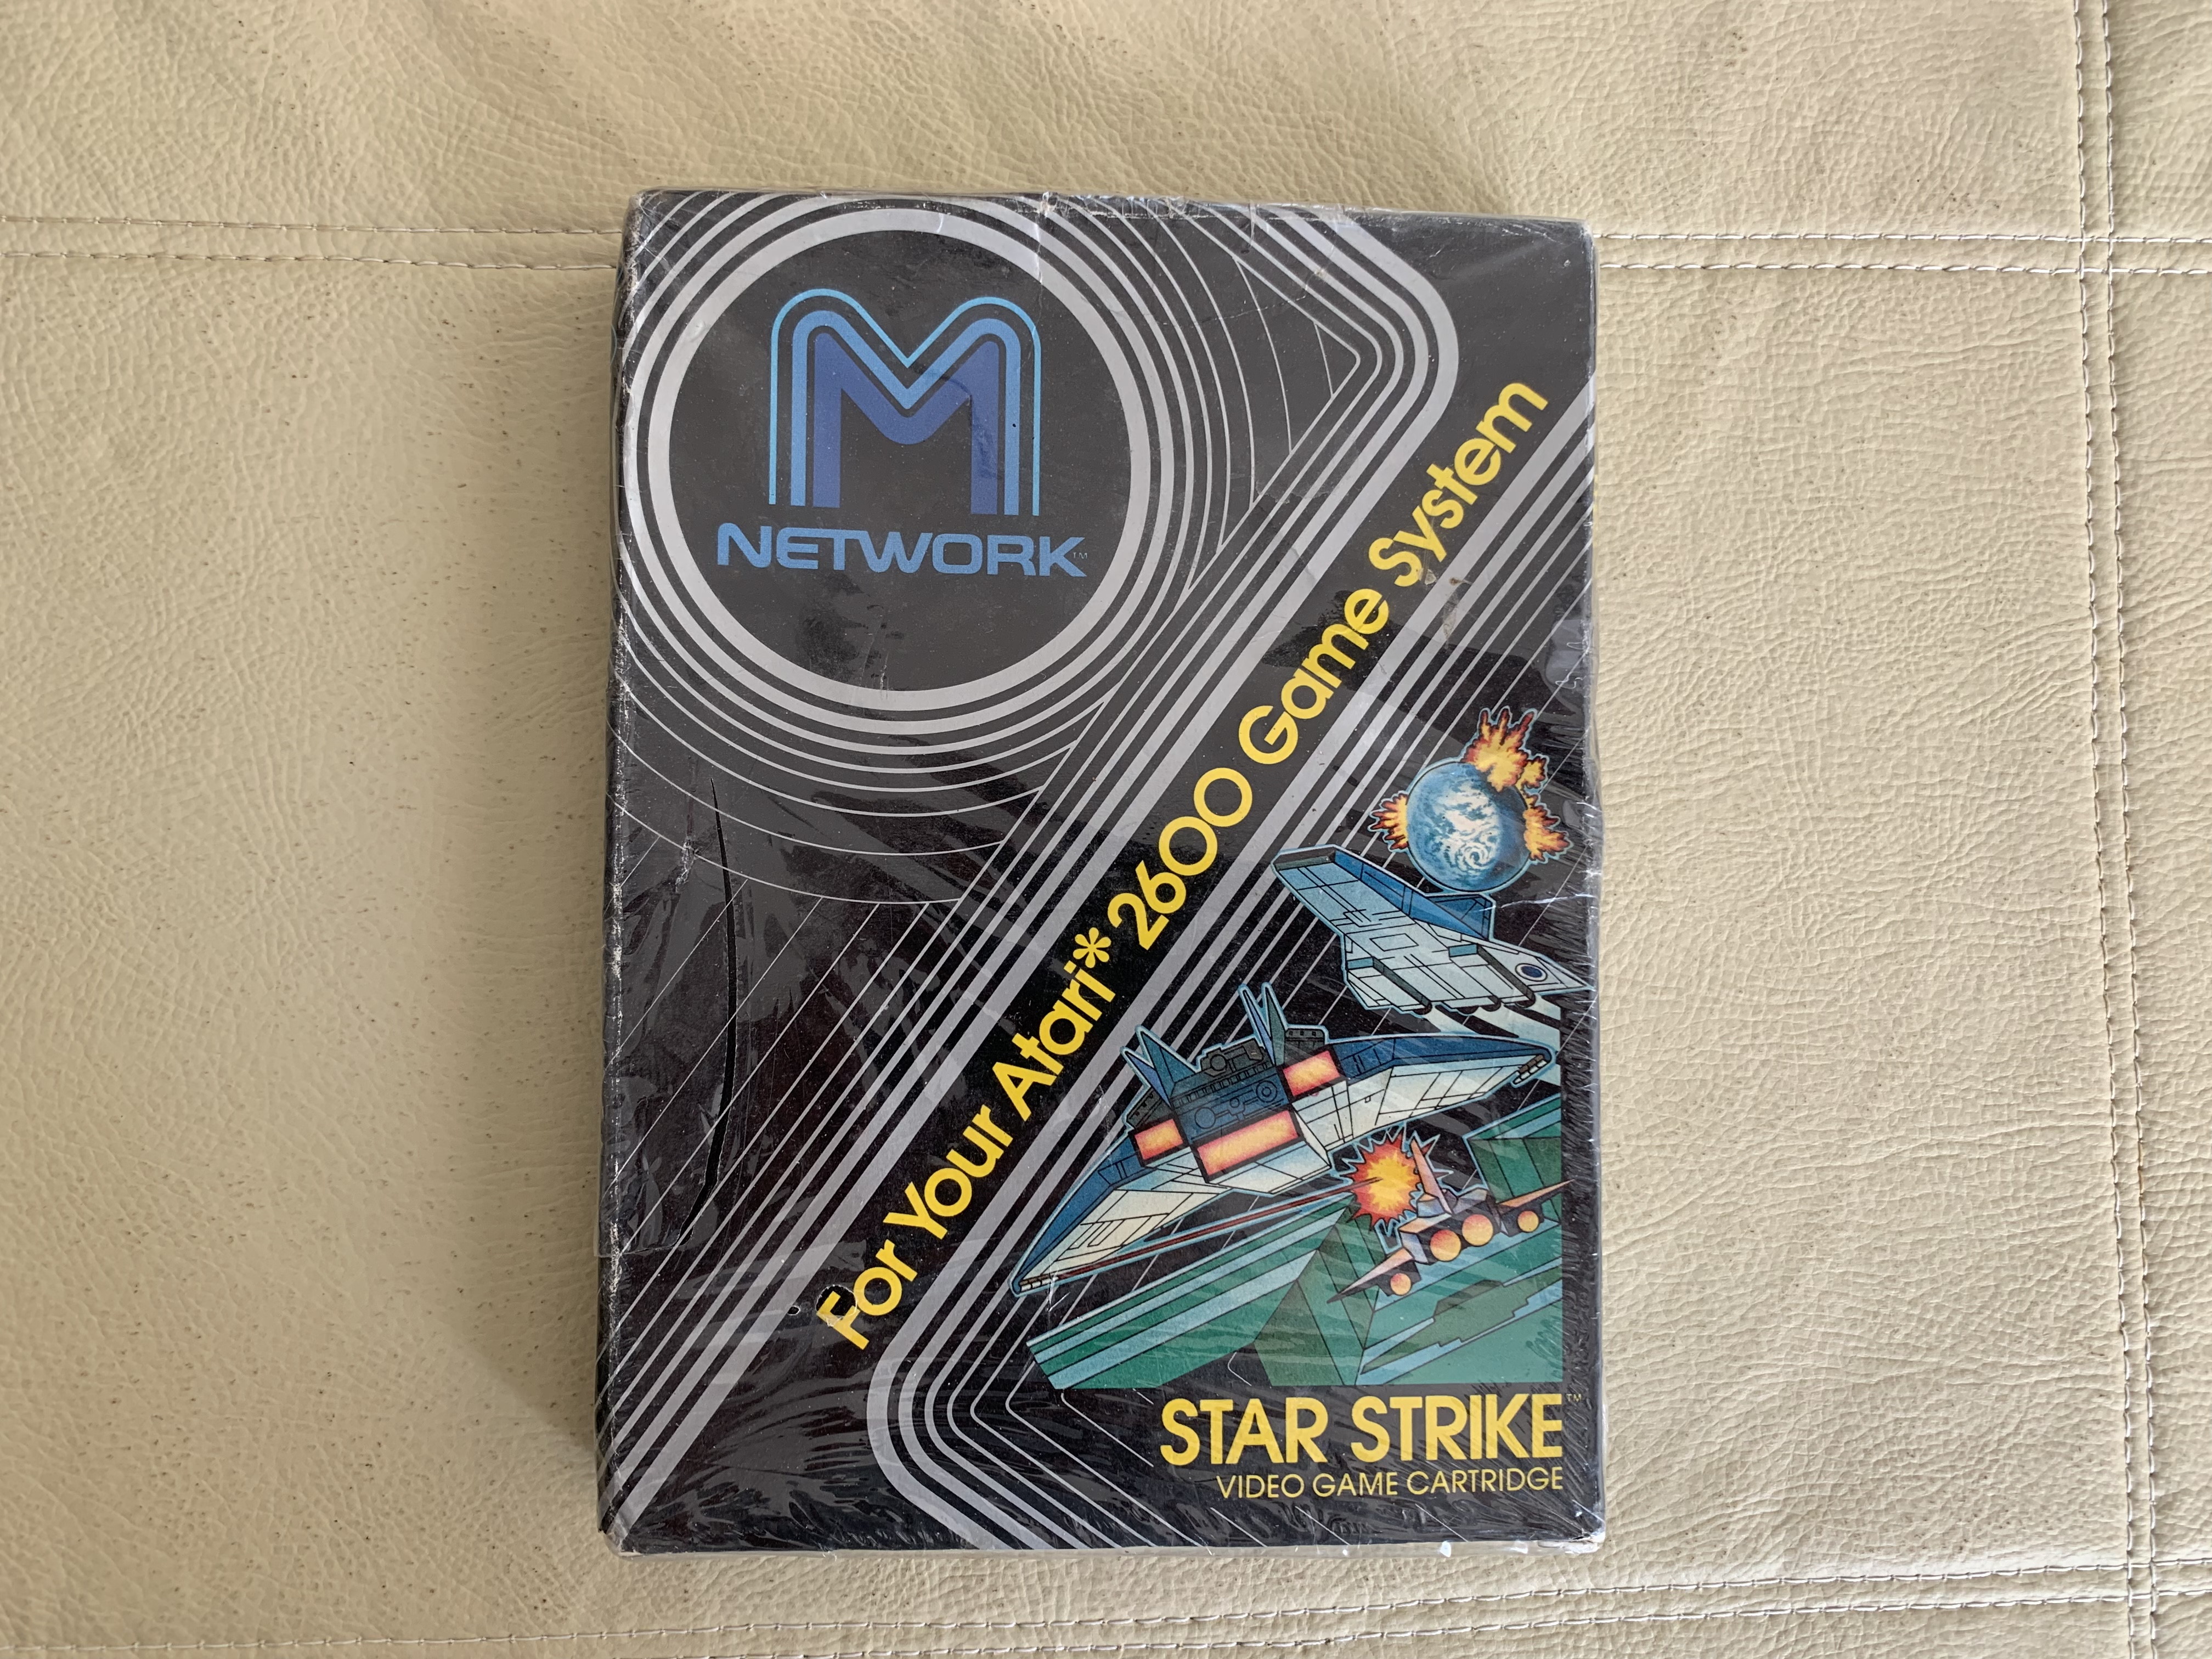 M
NETWORK™
For Your Atari* 2600 Game System
STAR STRIKE™
VIDEO GAME CARTRIDGE